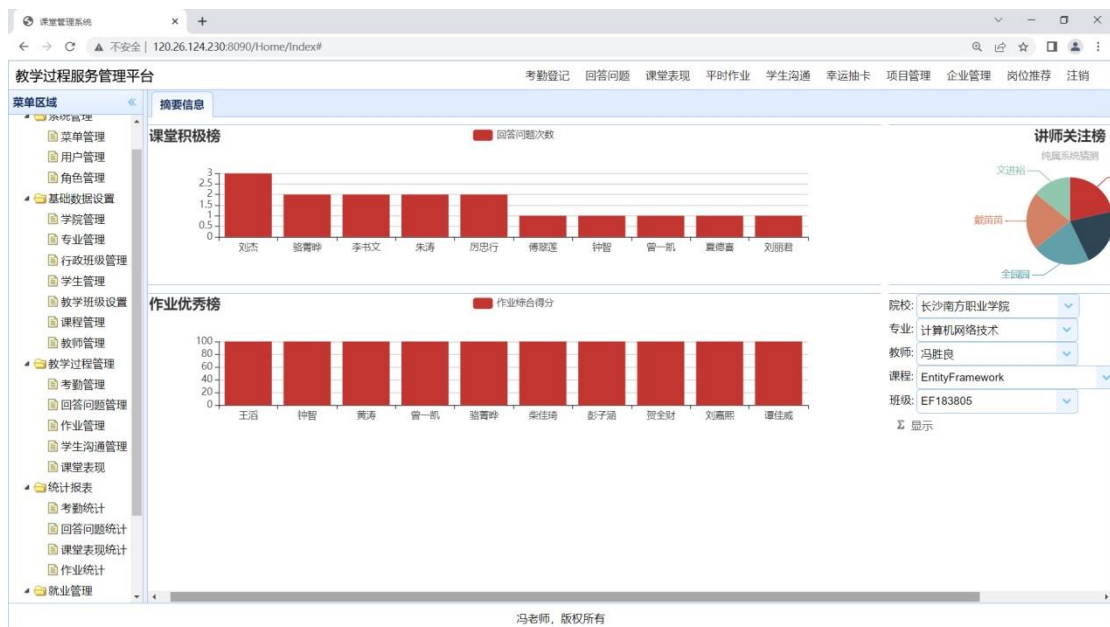 课堂管理系统
不安全 | 120.26.124.230:8090/Home/Index#
教学过程服务管理平台
考勤登记 回答问题 课堂表现 平时作业 学生沟通 幸运抽卡 项目管理 企业管理 岗位推荐 注销
菜单区域
系统管理
菜单管理
用户管理
角色管理
基础数据设置
学院管理
专业管理
行政班级管理
学生管理
教学班级设置
课程管理
教师管理
教学过程管理
考勤管理
回答问题管理
作业管理
学生沟通管理
课堂表现
统计报表
考勤统计
回答问题统计
课堂表现统计
作业统计
就业管理
摘要信息
课堂积极榜
回答问题次数
3
2.5
2
1.5
1
0.5
0
刘杰 骆菁晔 李书文 朱涛 厉忠行 傅翠莲 钟智 曾一凯 夏德喜 刘丽君
讲师关注榜
纯属系统猜测
文进裕
戴苗苗
全园园
作业优秀榜
作业综合得分
100
80
60
40
20
0
王滔 钟智 黄涛 曾一凯 骆菁晔 柴佳琦 彭子涵 贺全财 刘嘉熙 谭佳威
院校: 长沙南方职业学院
专业: 计算机网络技术
教师: 冯胜良
课程: EntityFramework
班级: EF183805
Σ 显示
冯老师，版权所有